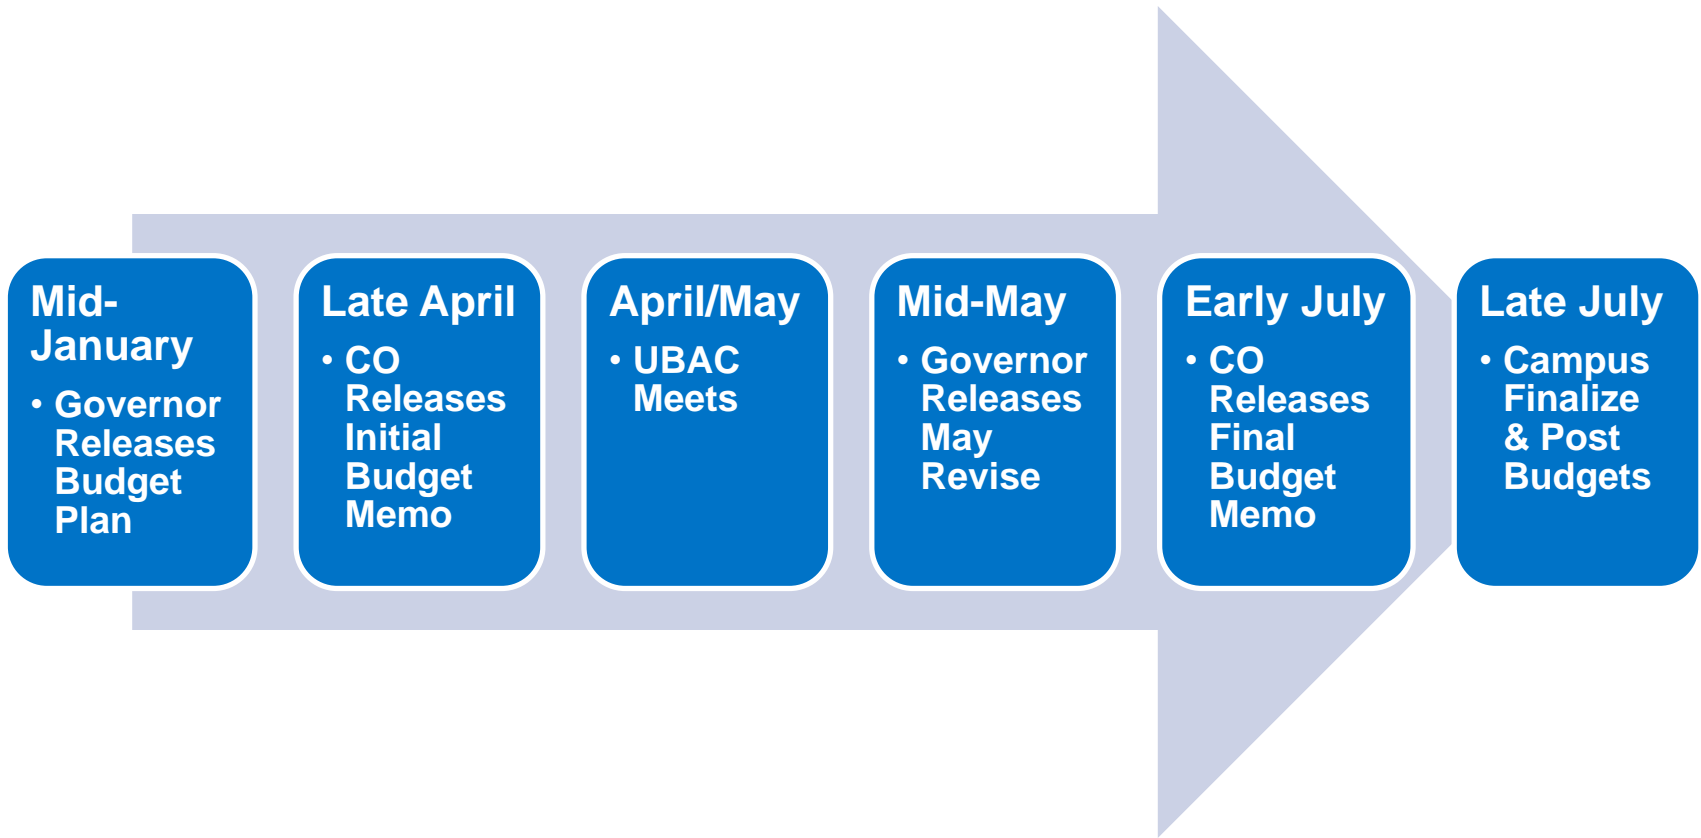 Mid-
January
• Governor
Releases
Budget
Plan
Late April
• CO
Releases
Initial
Budget
Memo
April/May
• UBAC
Meets
Mid-May
• Governor
Releases
May
Revise
Early July
• CO
Releases
Final
Budget
Memo
Late July
• Campus
Finalize
& Post
Budgets